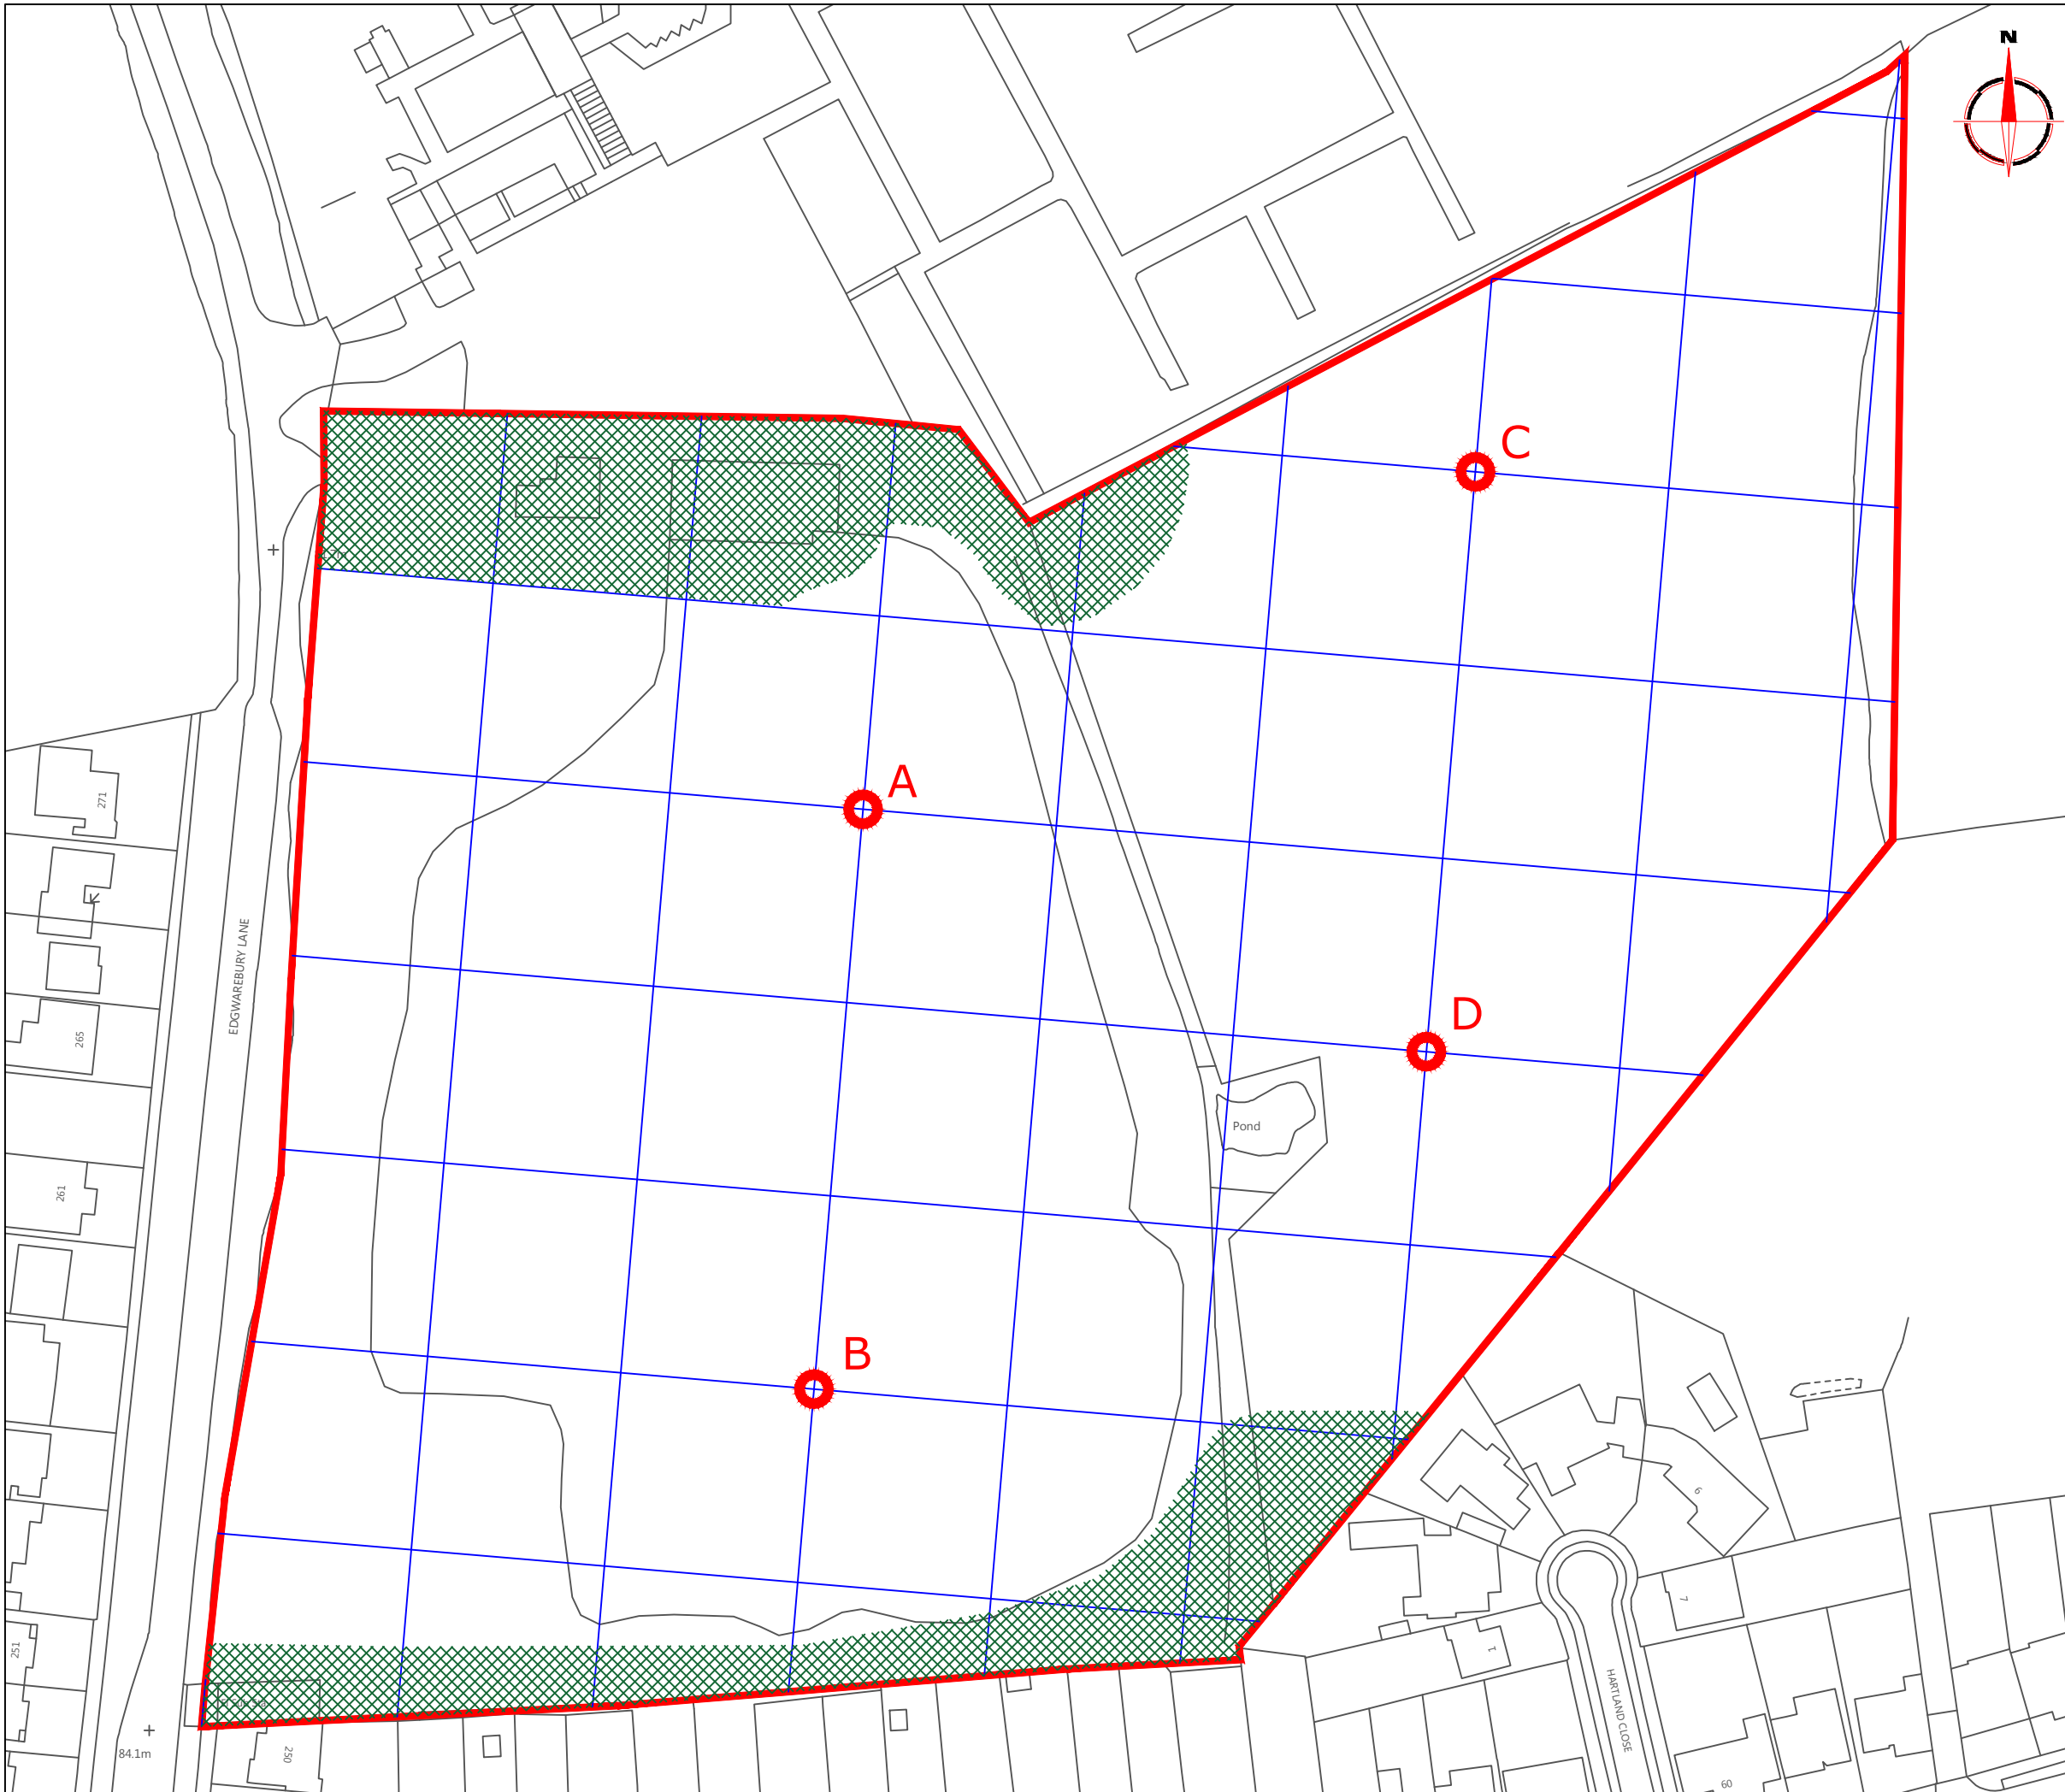 N
C
A
271
EDGWAREBURY LANE
265
D
Pond
261
B
6
7
1
251
HARTLAND CLOSE
84.1m
250
60